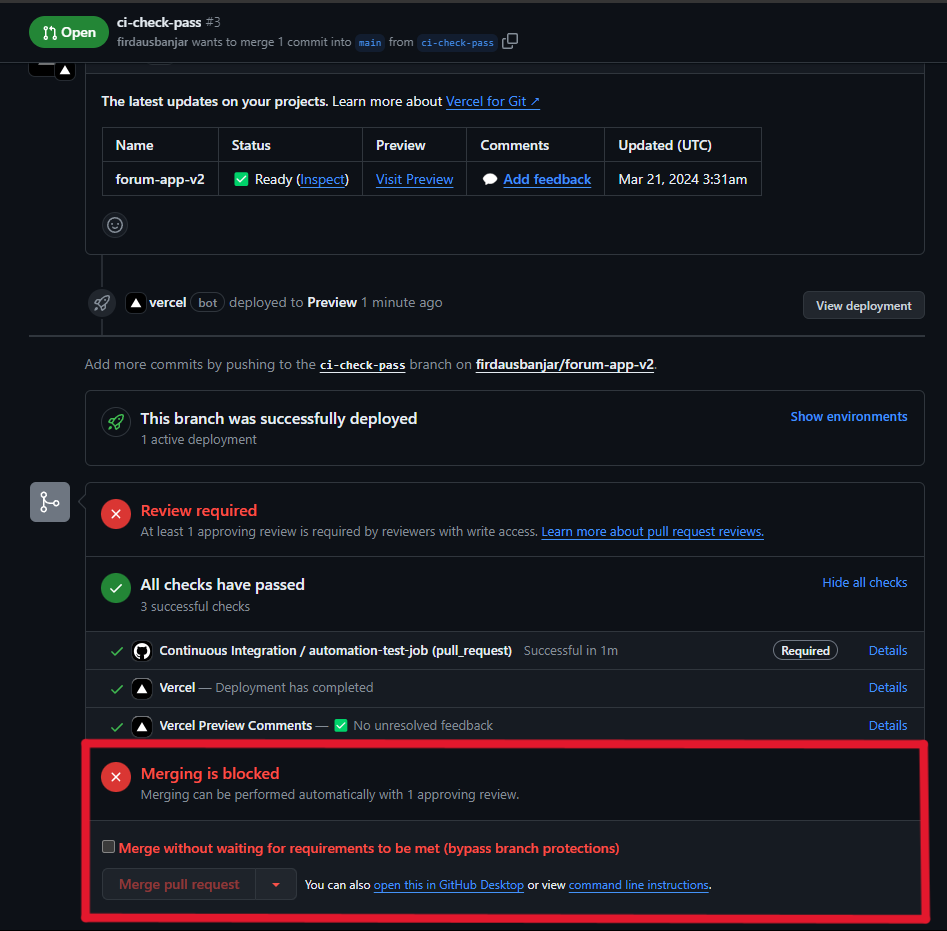 Open
ci-check-pass #3
firdausbanjar wants to merge 1 commit into main from ci-check-pass
The latest updates on your projects. Learn more about Vercel for Git ↗
Name Status Preview Comments Updated (UTC)
forum-app-v2 ✅ Ready (Inspect) Visit Preview 💬 Add feedback Mar 21, 2024 3:31am
vercel bot deployed to Preview 1 minute ago
View deployment
Add more commits by pushing to the ci-check-pass branch on firdausbanjar/forum-app-v2.
This branch was successfully deployed
Show environments
1 active deployment
Review required
At least 1 approving review is required by reviewers with write access. Learn more about pull request reviews.
All checks have passed
Hide all checks
3 successful checks
Continuous Integration / automation-test-job (pull_request) Successful in 1m Required Details
Vercel — Deployment has completed Details
Vercel Preview Comments — ✅ No unresolved feedback Details
Merging is blocked
Merging can be performed automatically with 1 approving review.
Merge without waiting for requirements to be met (bypass branch protections)
Merge pull request You can also open this in GitHub Desktop or view command line instructions.